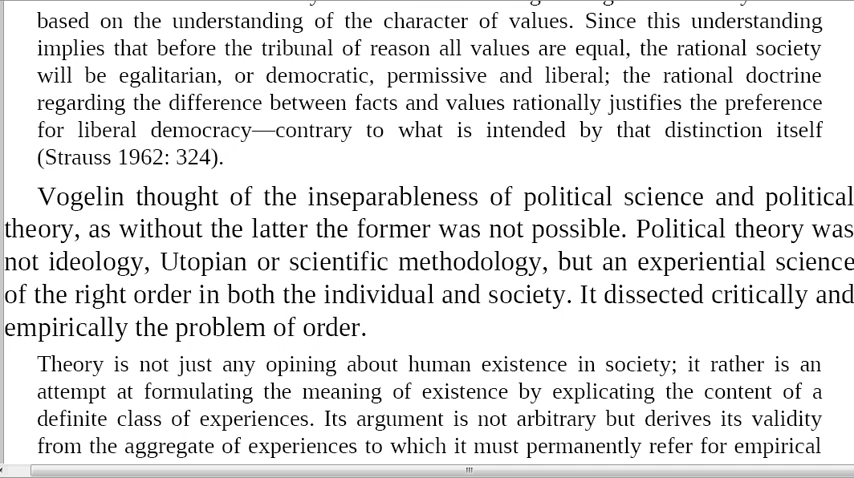 based on the understanding of the character of values. Since this understanding
implies that before the tribunal of reason all values are equal, the rational society
will be egalitarian, or democratic, permissive and liberal; the rational doctrine
regarding the difference between facts and values rationally justifies the preference
for liberal democracy—contrary to what is intended by that distinction itself
(Strauss 1962: 324).
Vogelin thought of the inseparableness of political science and political
theory, as without the latter the former was not possible. Political theory was
not ideology, Utopian or scientific methodology, but an experiential science
of the right order in both the individual and society. It dissected critically and
empirically the problem of order.
Theory is not just any opining about human existence in society; it rather is an
attempt at formulating the meaning of existence by explicating the content of a
definite class of experiences. Its argument is not arbitrary but derives its validity
from the aggregate of experiences to which it must permanently refer for empirical